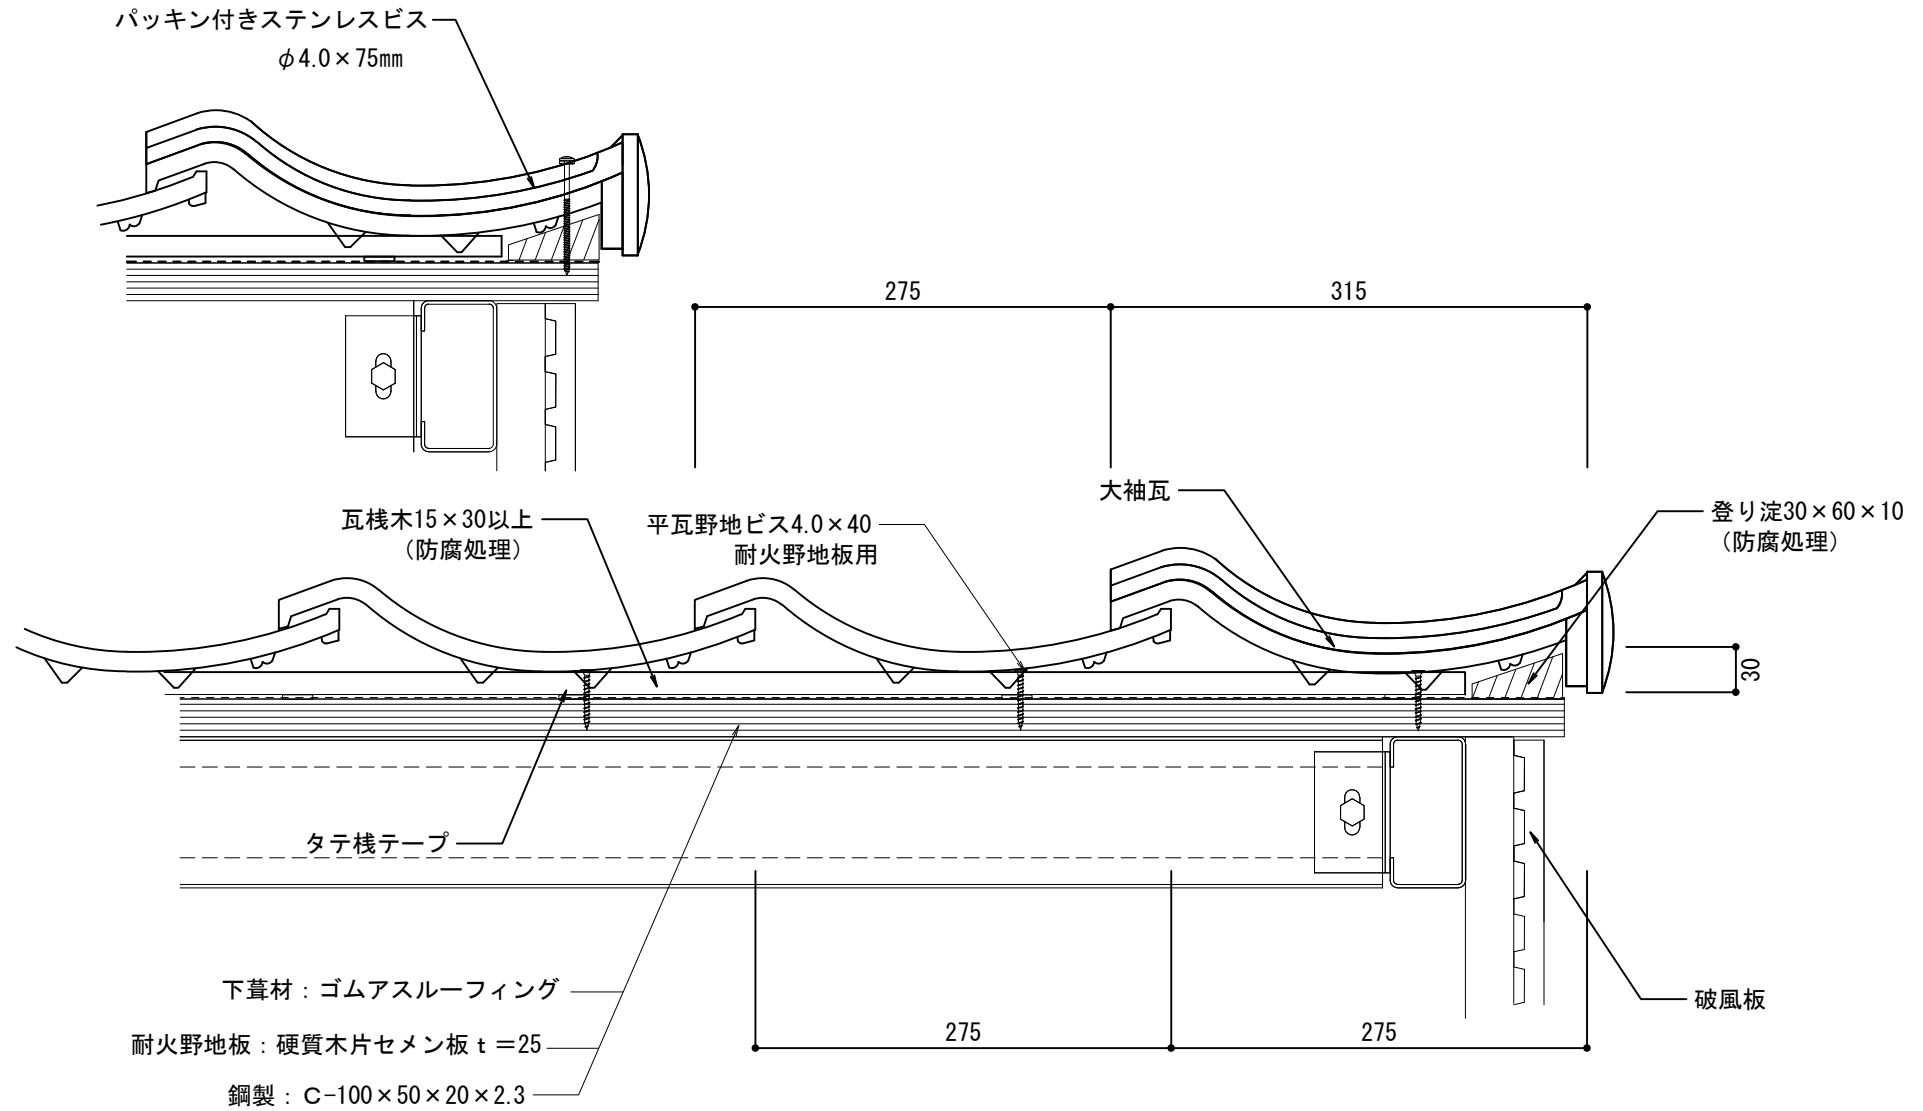 パッキン付きステンレスビス
φ4.0×75mm
275
315
大袖瓦
瓦桟木15×30以上
（防腐処理）
平瓦野地ビス4.0×40
耐火野地板用
登り淀30×60×10
（防腐処理）
30
タテ桟テープ
下葺材：ゴムアスルーフィング
破風板
耐火野地板：硬質木片セメン板ｔ＝25
275
275
鋼製：Ｃ-100×50×20×2.3